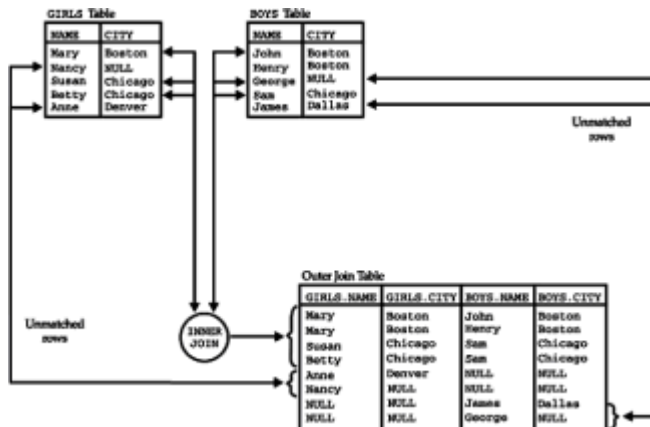 GIRLS Table
NAME CITY
Mary Boston
Nancy NULL
Susan Chicago
Betty Chicago
Anne Denver
BOYS Table
NAME CITY
John Boston
Henry Boston
George NULL
Sam Chicago
James Dallas
Unmatched
rows
Unmatched
rows
INNER
JOIN
Outer Join Table
GIRLS.NAME GIRLS.CITY BOYS.NAME BOYS.CITY
Mary Boston John Boston
Mary Boston Henry Boston
Susan Chicago Sam Chicago
Betty Chicago Sam Chicago
Anne Denver NULL NULL
Nancy NULL NULL NULL
NULL NULL James Dallas
NULL NULL George NULL